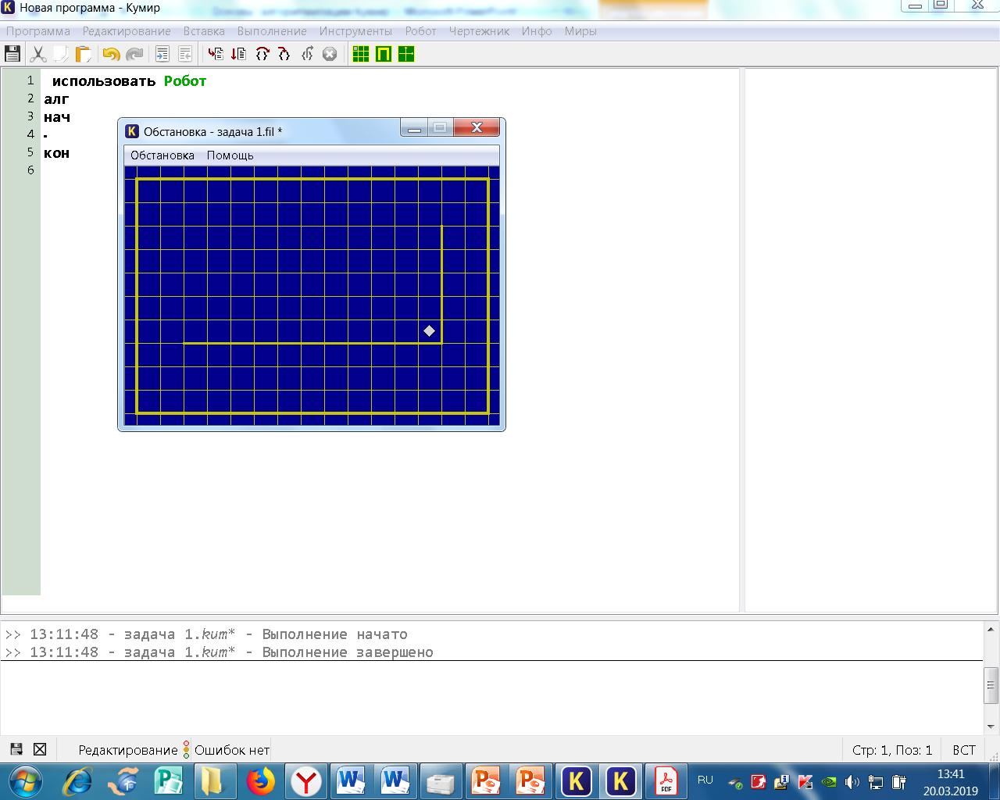 Новая программа - Кумир
Программа Редактирование Вставка Выполнение Инструменты Робот Чертежник Инфо Миры
1 использовать Робот
2 алг
3 нач
4 -
5 кон
6
Обстановка - задача 1.fil *
Обстановка Помощь
>> 13:11:48 - задача 1.kum* - Выполнение начато
>> 13:11:48 - задача 1.kum* - Выполнение завершено
Редактирование Ошибок нет Стр: 1, Поз: 1 ВСТ
RU 13:41
20.03.2019